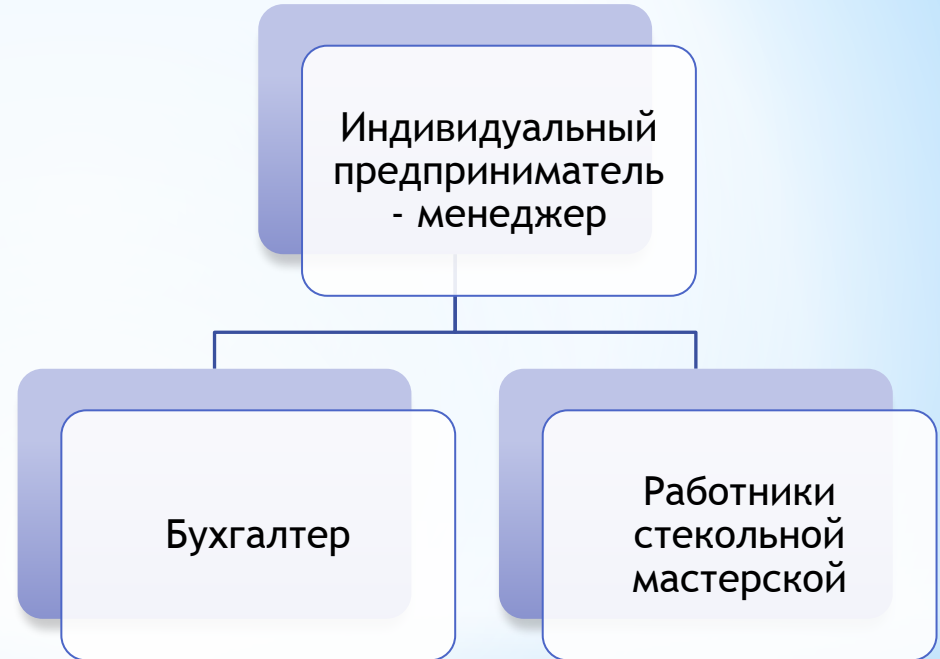 Индивидуальный
предприниматель
- менеджер
Бухгалтер
Работники
стекольной
мастерской